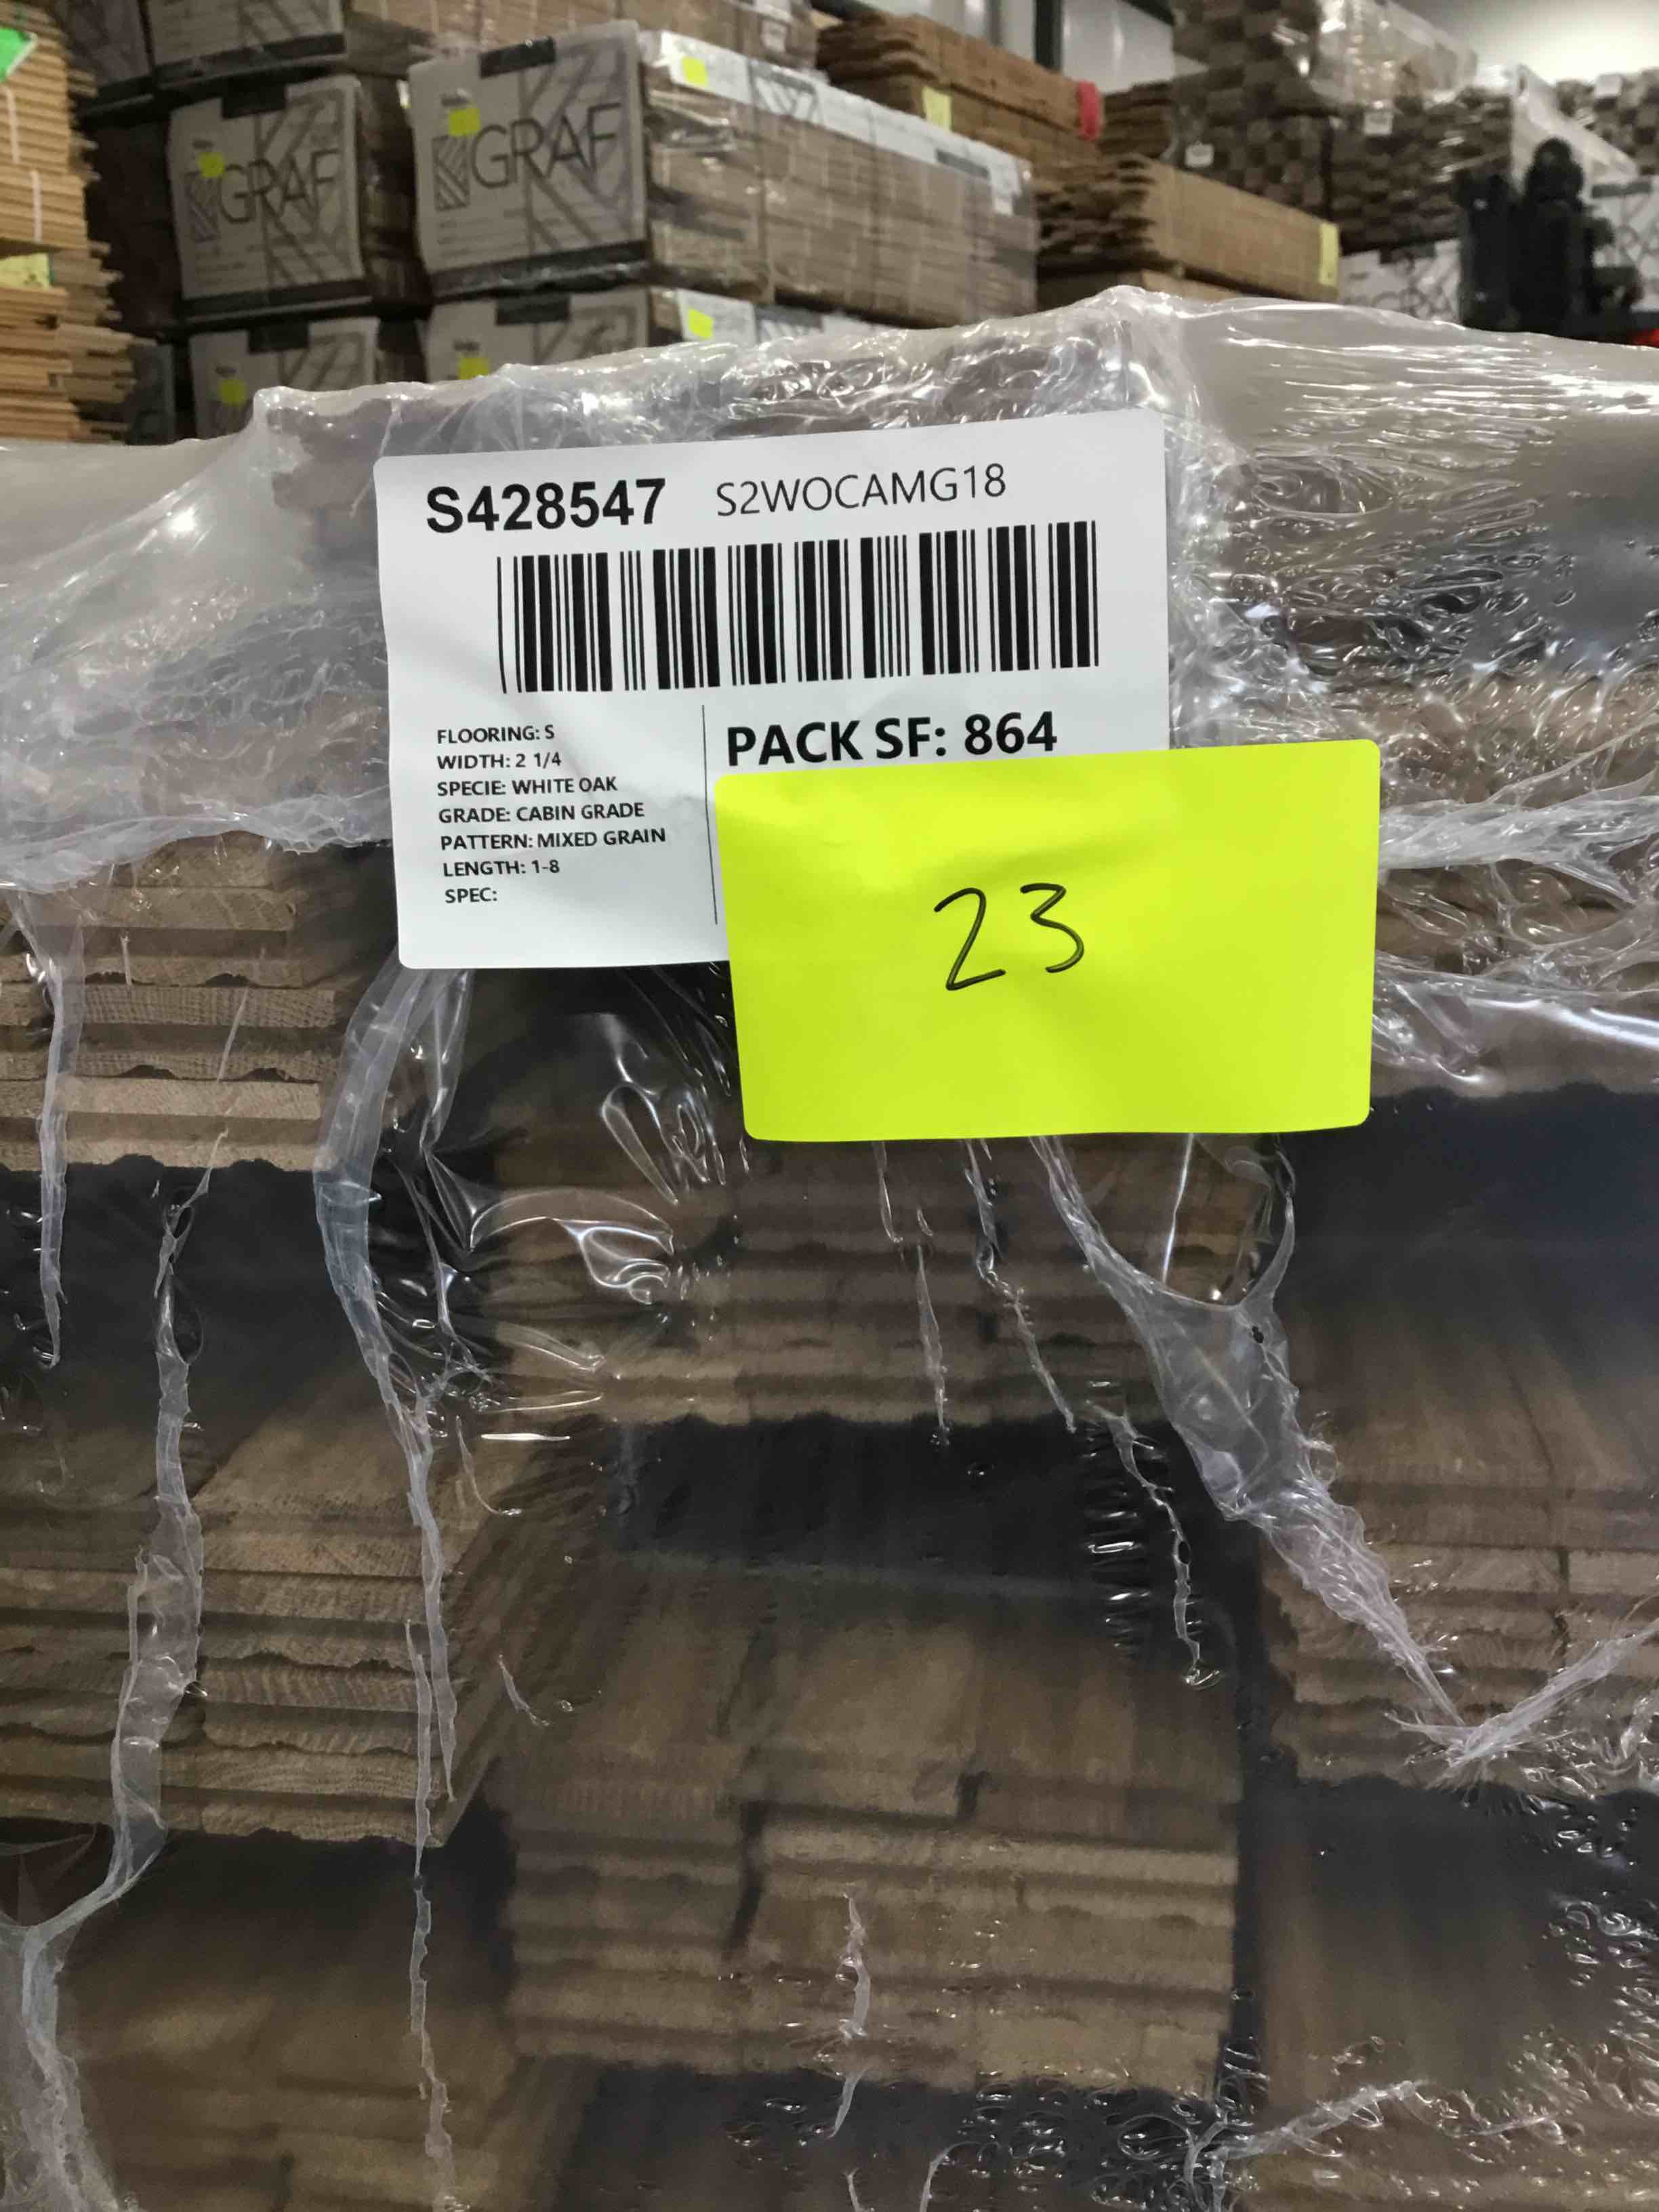 GRAF
GRAF
S428547 S2WOCAMG18
FLOORING: S
WIDTH: 2 1/4
SPECIE: WHITE OAK
GRADE: CABIN GRADE
PATTERN: MIXED GRAIN
LENGTH: 1-8
SPEC:
PACK SF: 864
23